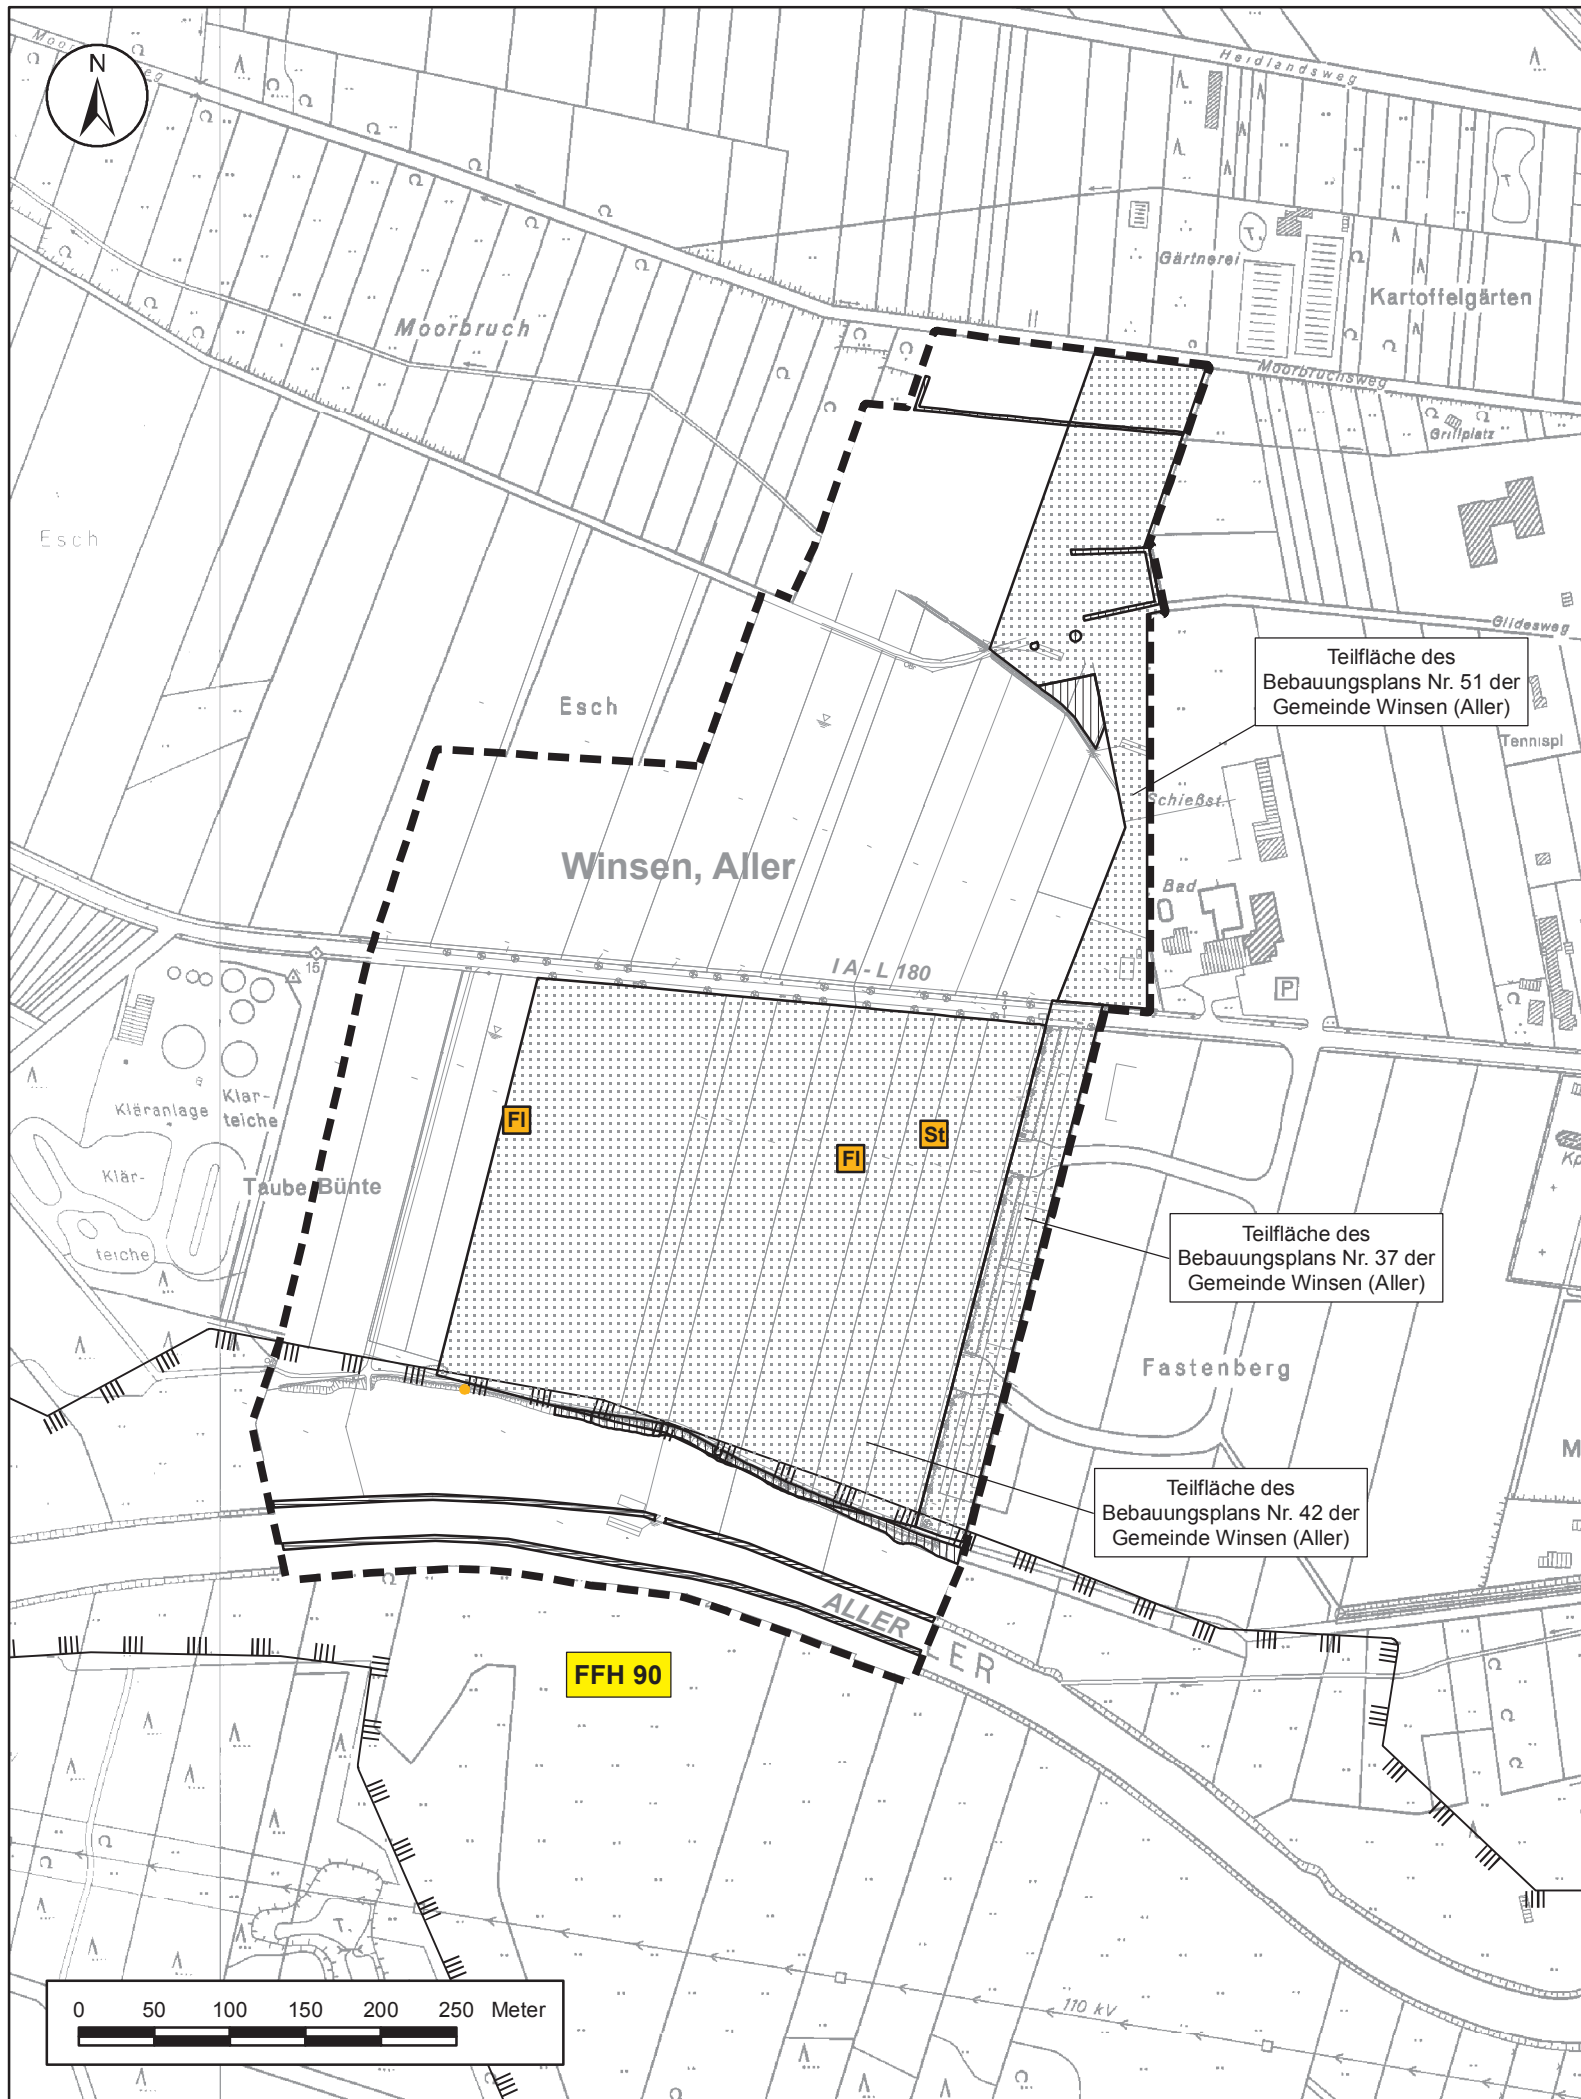 N
Heidlandsweg
T.
T
Gärtnerei
Kartoffelgärten
Moorbruch
Moorbruchsweg
Grillplatz
Esch
Gildesweg
Teilfläche des
Bebauungsplans Nr. 51 der
Gemeinde Winsen (Aller)
Esch
Tennispl
Schießst.
Winsen, Aller
Bad
I A - L 180
15
P
Kläranlage
Klär-
teiche
Fl
St
Fl
Klär-
teiche
Taube Bünte
Teilfläche des
Bebauungsplans Nr. 37 der
Gemeinde Winsen (Aller)
Fastenberg
M
Teilfläche des
Bebauungsplans Nr. 42 der
Gemeinde Winsen (Aller)
ALLER
LER
FFH 90
T.
0 50 100 150 200 250 Meter
110 kV